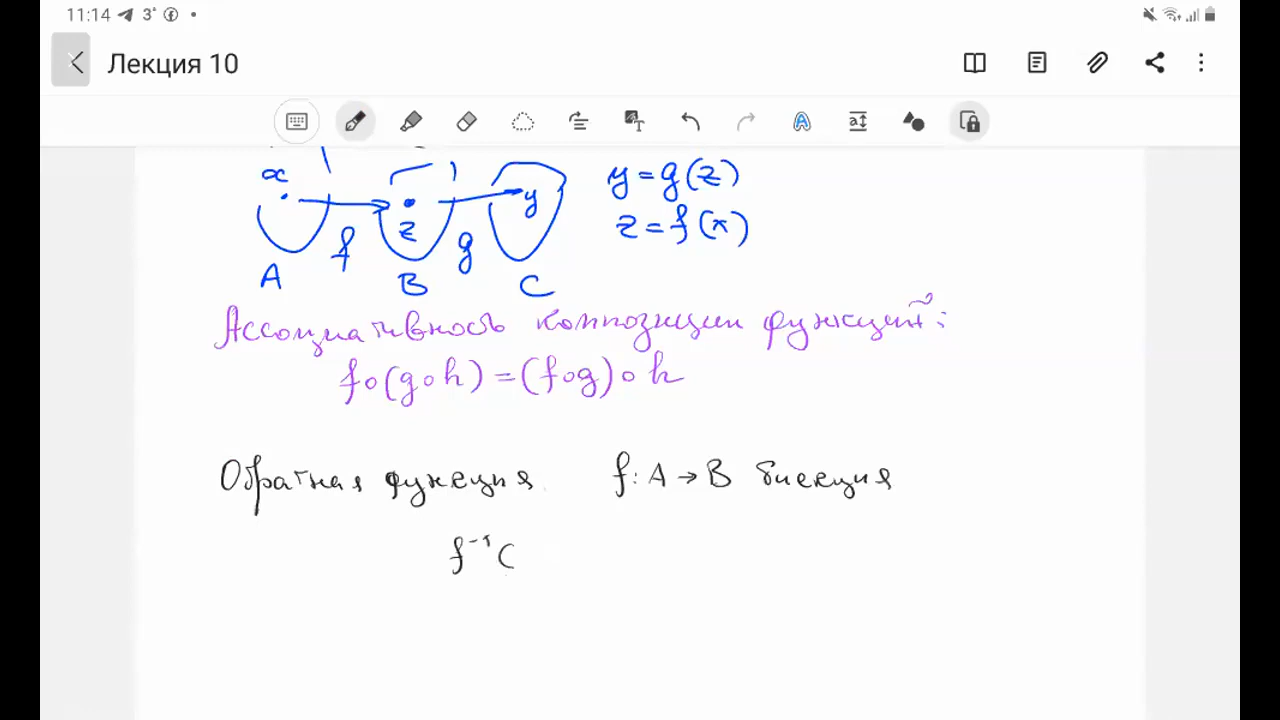 11:14 3°
Лекция 10
x y = g(z)
z y z = f(x)
f g
A B C
Ассоциативность композиции функций:
f∘(g∘h) = (f∘g)∘h
Обратная функция f: A → B биекция
f⁻¹(